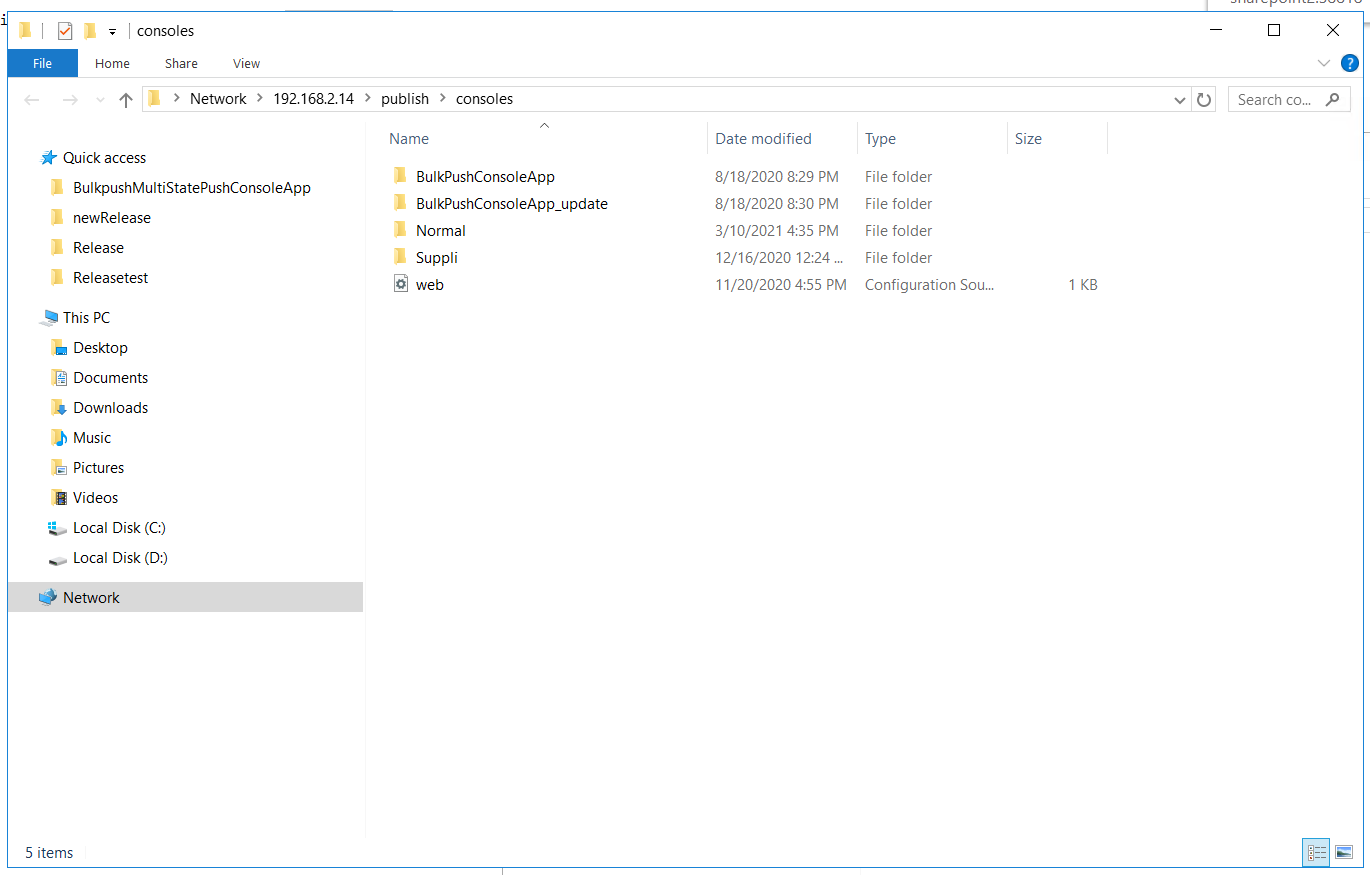 consoles
File Home Share View
Network 192.168.2.14 publish consoles Search co...
Name Date modified Type Size
Quick access
BulkpushMultiStatePushConsoleApp
newRelease
Release
Releasetest
This PC
Desktop
Documents
Downloads
Music
Pictures
Videos
Local Disk (C:)
Local Disk (D:)
Network
BulkPushConsoleApp 8/18/2020 8:29 PM File folder
BulkPushConsoleApp_update 8/18/2020 8:30 PM File folder
Normal 3/10/2021 4:35 PM File folder
Suppli 12/16/2020 12:24 ... File folder
web 11/20/2020 4:55 PM Configuration Sou... 1 KB
5 items